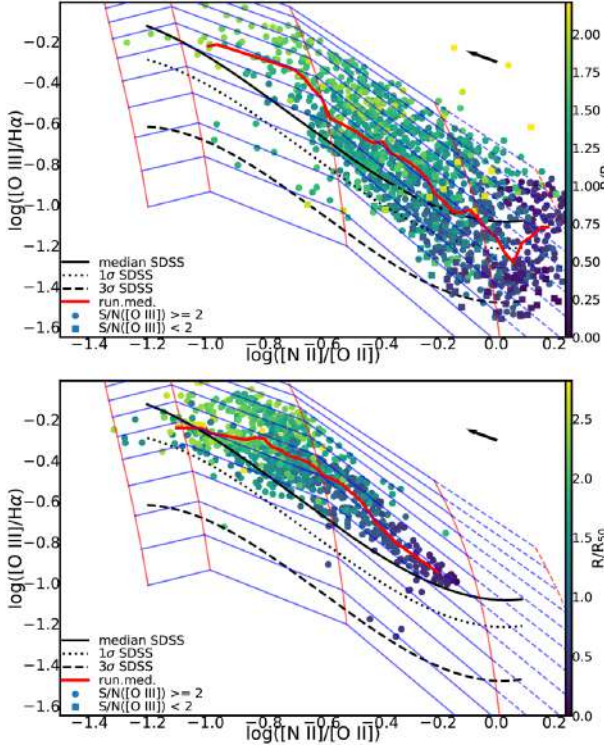 −0.2
−0.4
−0.6
−0.8
−1.0
−1.2
−1.4
−1.6
log([O III]/Hα)
median SDSS
1σ SDSS
3σ SDSS
run.med.
S/N([O III]) >= 2
S/N([O III]) < 2
−1.4 −1.2 −1.0 −0.8 −0.6 −0.4 −0.2 0.0 0.2
log([N II]/[O II])
2.00
1.75
1.50
1.25
1.00
0.75
0.50
0.25
0.00
−0.2
−0.4
−0.6
−0.8
−1.0
−1.2
−1.4
−1.6
log([O III]/Hα)
median SDSS
1σ SDSS
3σ SDSS
run.med.
S/N([O III]) >= 2
S/N([O III]) < 2
−1.4 −1.2 −1.0 −0.8 −0.6 −0.4 −0.2 0.0 0.2
log([N II]/[O II])
2.5
2.0
1.5
1.0
0.5
0.0
R/R50